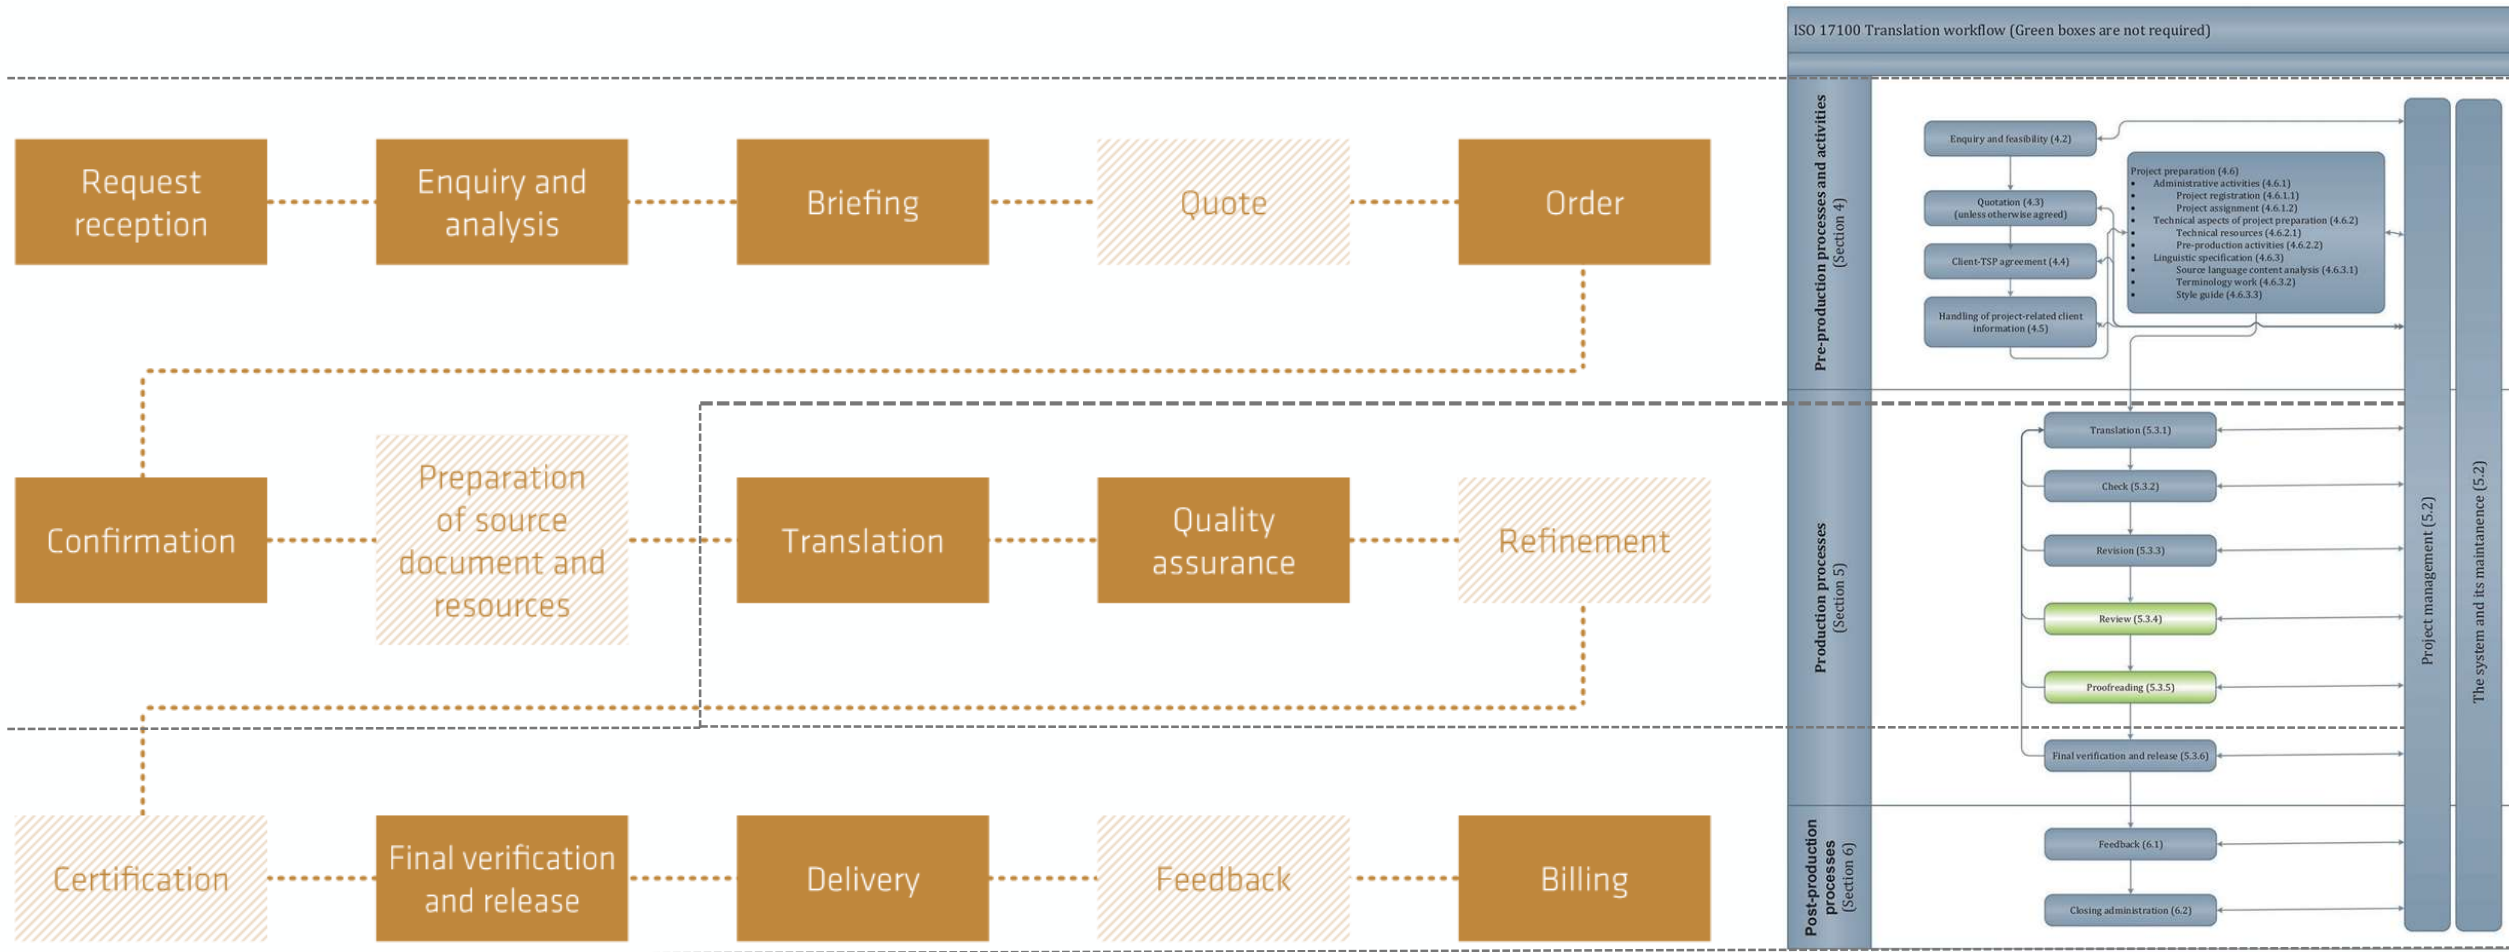 Request
reception
Enquiry and
analysis
Briefing
Quote
Order
Confirmation
Preparation
of source
document and
resources
Translation
Quality
assurance
Refinement
Certification
Final verification
and release
Delivery
Feedback
Billing
ISO 17100 Translation workflow (Green boxes are not required)
Pre-production processes and activities
(Section 4)
Enquiry and feasibility (4.2)
Quotation (4.3)
(unless otherwise agreed)
Client-TSP agreement (4.4)
Handling of project-related client
information (4.5)
Project preparation (4.6)
• Administrative activities (4.6.1)
• Project registration (4.6.1.1)
• Project assignment (4.6.1.2)
• Technical aspects of project preparation (4.6.2)
• Technical resources (4.6.2.1)
• Pre-production activities (4.6.2.2)
• Linguistic specification (4.6.3)
• Source language content analysis (4.6.3.1)
• Terminology work (4.6.3.2)
• Style guide (4.6.3.3)
Production processes
(Section 5)
Translation (5.3.1)
Check (5.3.2)
Revision (5.3.3)
Review (5.3.4)
Proofreading (5.3.5)
Final verification and release (5.3.6)
Post-production
processes
(Section 6)
Feedback (6.1)
Closing administration (6.2)
Project management (5.2)
The system and its maintamence (5.2)